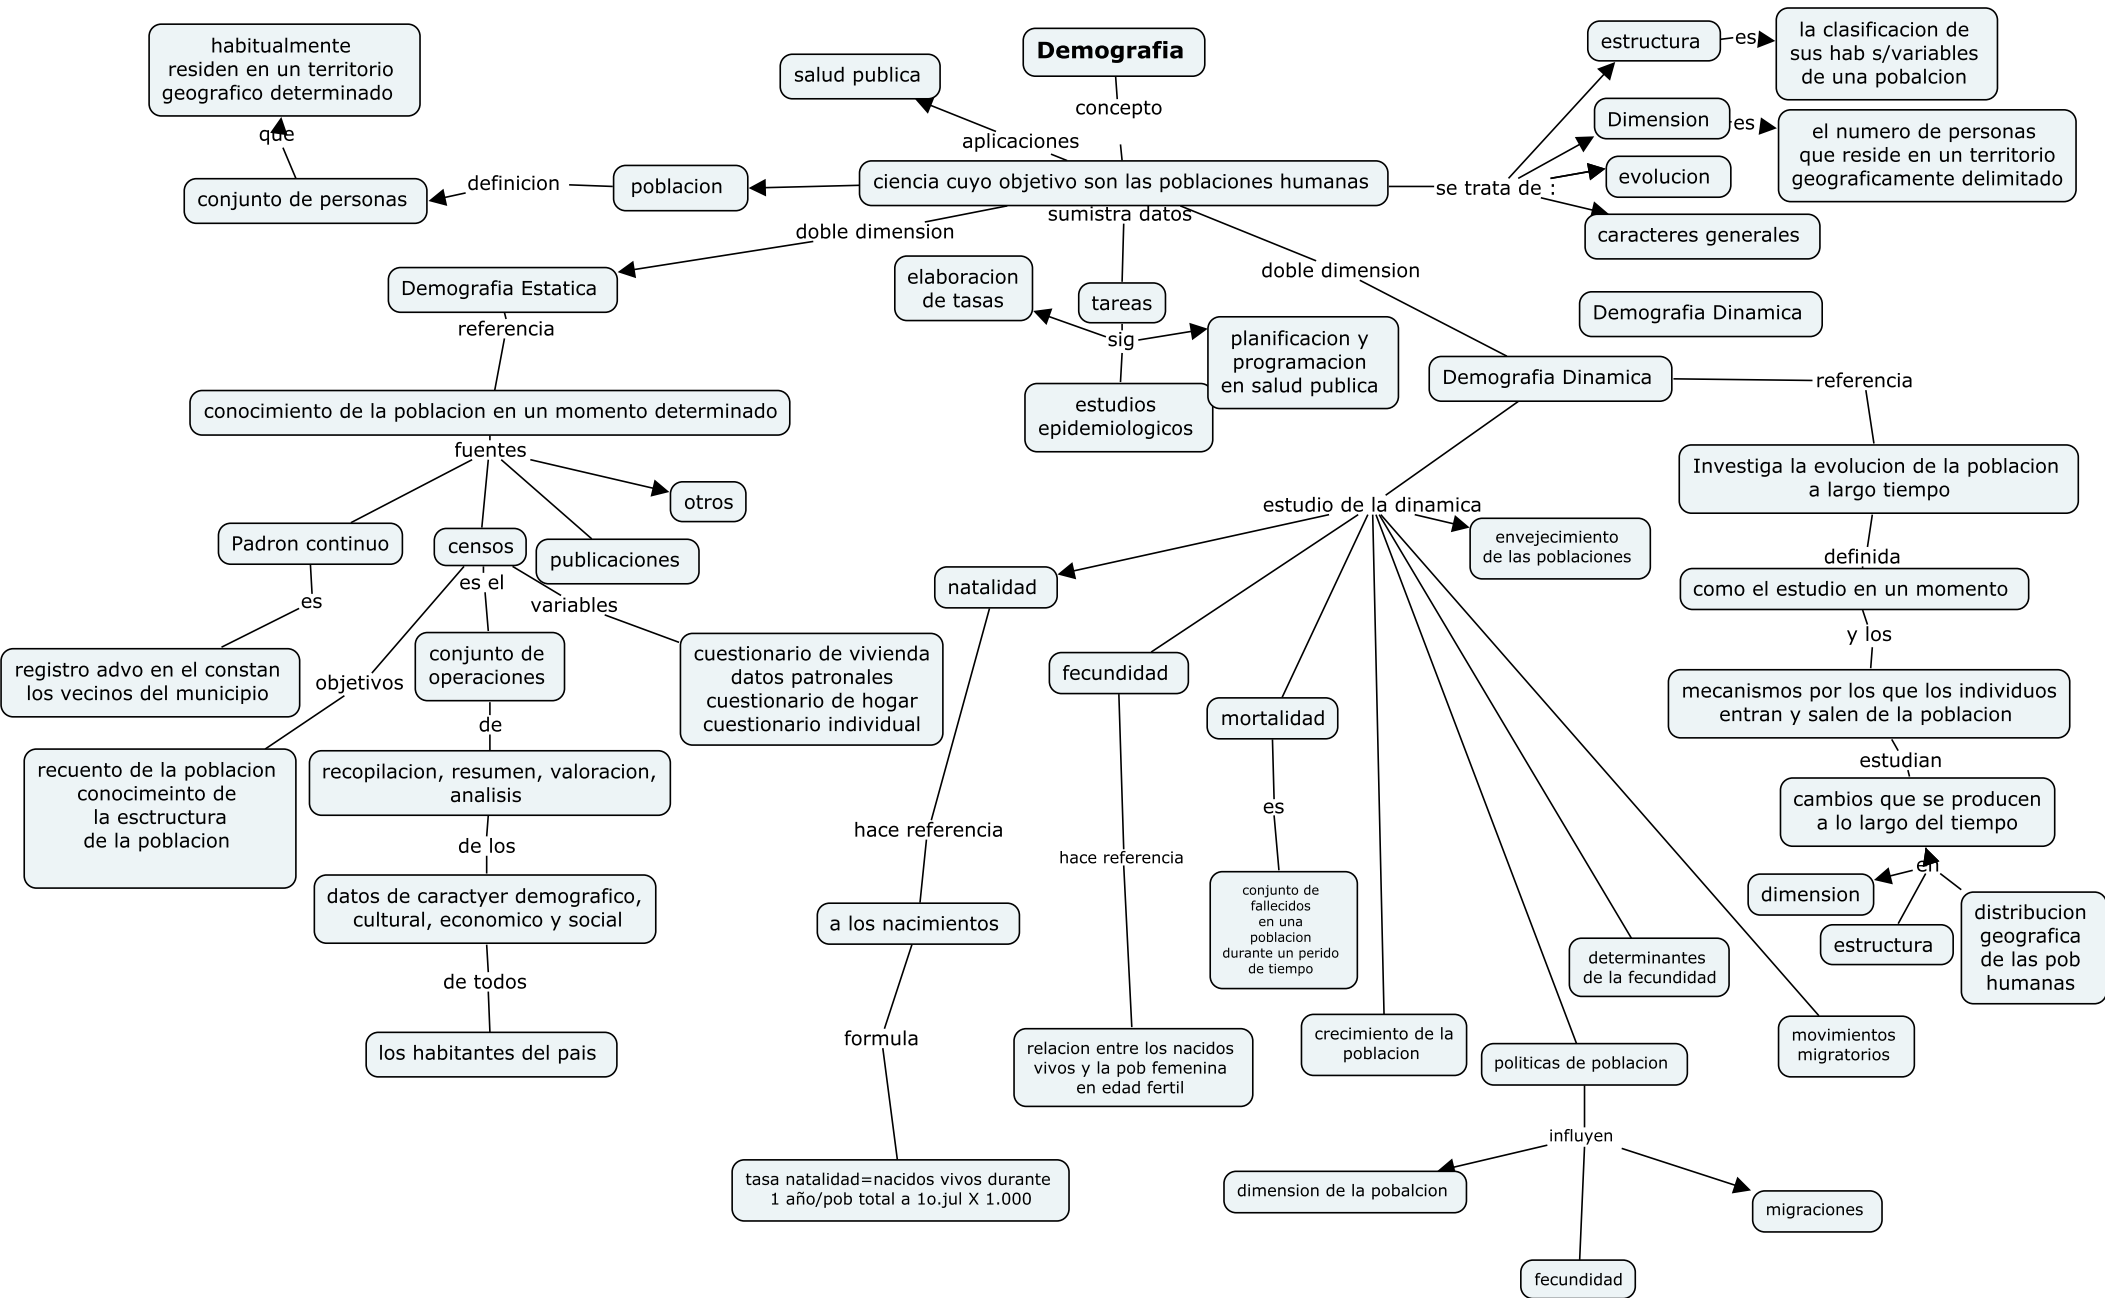 Demografia
concepto
ciencia cuyo objetivo son las poblaciones humanas
aplicaciones
salud publica
poblacion
definicion
conjunto de personas
que
habitualmente
residen en un territorio
geografico determinado
se trata de :
estructura
es
la clasificacion de
sus hab s/variables
de una pobalcion
Dimension
es
el numero de personas
que reside en un territorio
geograficamente delimitado
evolucion
caracteres generales
Demografia Dinamica
sumistra datos
tareas
sig
elaboracion
de tasas
planificacion y
programacion
en salud publica
estudios
epidemiologicos
doble dimension
Demografia Estatica
referencia
conocimiento de la poblacion en un momento determinado
fuentes
otros
Padron continuo
es
registro advo en el constan
los vecinos del municipio
censos
publicaciones
es el
variables
objetivos
conjunto de
operaciones
cuestionario de vivienda
datos patronales
cuestionario de hogar
cuestionario individual
recuento de la poblacion
conocimeinto de
la esctructura
de la poblacion
de
recopilacion, resumen, valoracion,
analisis
de los
datos de caractyer demografico,
cultural, economico y social
de todos
los habitantes del pais
doble dimension
Demografia Dinamica
referencia
Investiga la evolucion de la poblacion
a largo tiempo
definida
como el estudio en un momento
y los
mecanismos por los que los individuos
entran y salen de la poblacion
estudian
cambios que se producen
a lo largo del tiempo
en
dimension
estructura
distribucion
geografica
de las pob
humanas
estudio de la dinamica
envejecimiento
de las poblaciones
natalidad
hace referencia
a los nacimientos
formula
tasa natalidad=nacidos vivos durante
1 año/pob total a 1o.jul X 1.000
fecundidad
hace referencia
relacion entre los nacidos
vivos y la pob femenina
en edad fertil
mortalidad
es
conjunto de
fallecidos
en una
poblacion
durante un perido
de tiempo
crecimiento de la
poblacion
politicas de poblacion
determinantes
de la fecundidad
movimientos
migratorios
influyen
dimension de la pobalcion
fecundidad
migraciones